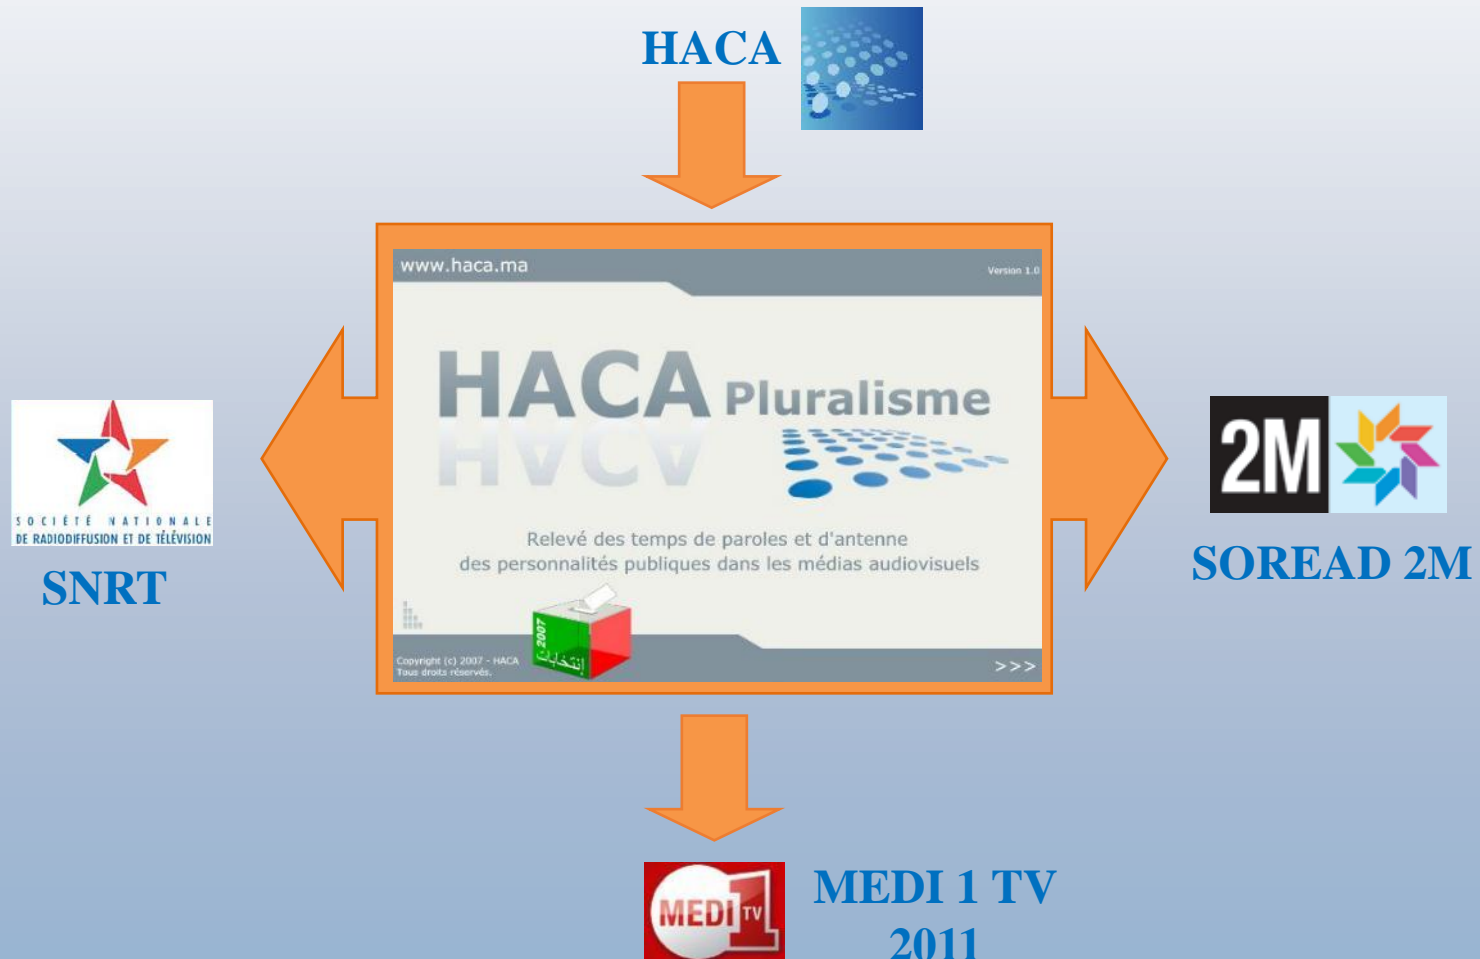 HACA
www.haca.ma
Version 1.0
HACA Pluralisme
Relevé des temps de paroles et d'antenne
des personnalités publiques dans les médias audiovisuels
2007
إنتخابات
Copyright (c) 2007 - HACA
Tous droits réservés.
>>>
SOCIÉTÉ NATIONALE
DE RADIODIFFUSION ET DE TÉLÉVISION
SNRT
2M
SOREAD 2M
MEDI 1 TV
MEDI 1 TV
2011